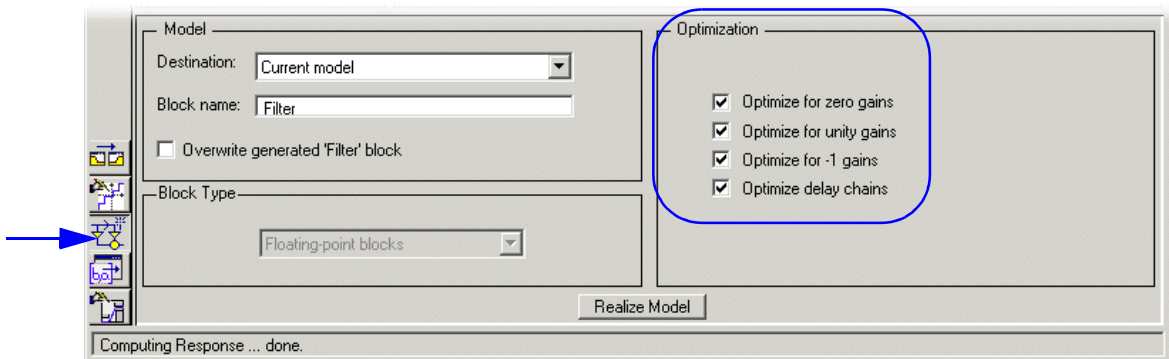 Model
Destination:
Current model
Block name:
Filter
Overwrite generated 'Filter' block
Block Type
Floating-point blocks
Optimization
Optimize for zero gains
Optimize for unity gains
Optimize for -1 gains
Optimize delay chains
Realize Model
Computing Response ... done.